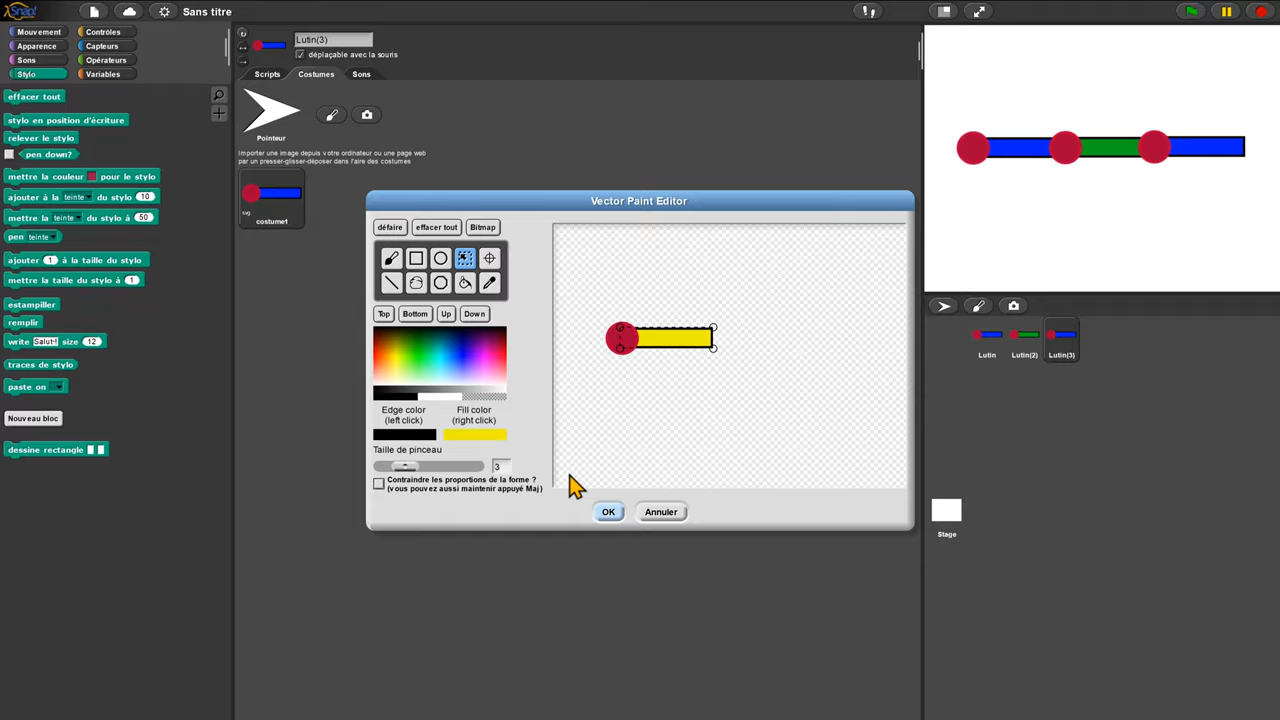 Snap!
Sans titre
Mouvement
Contrôles
Apparence
Capteurs
Sons
Opérateurs
Stylo
Variables
effacer tout
stylo en position d'écriture
relever le stylo
pen down?
mettre la couleur pour le stylo
ajouter à la teinte du stylo 10
mettre la teinte du stylo à 50
pen teinte
ajouter 1 à la taille du stylo
mettre la taille du stylo à 1
estampiller
remplir
write Salut! size 12
traces de stylo
paste on
Nouveau bloc
dessine rectangle
Lutin(3)
déplaçable avec la souris
Scripts
Costumes
Sons
Pointeur
Importer une image depuis votre ordinateur ou une page web
par un presser-glisser-déposer dans l'aire des costumes
svg
costume1
Vector Paint Editor
défaire
effacer tout
Bitmap
Top
Bottom
Up
Down
Edge color
(left click)
Fill color
(right click)
Taille de pinceau
3
Contraindre les proportions de la forme ?
(vous pouvez aussi maintenir appuyé Maj)
OK
Annuler
Lutin
Lutin(2)
Lutin(3)
Stage